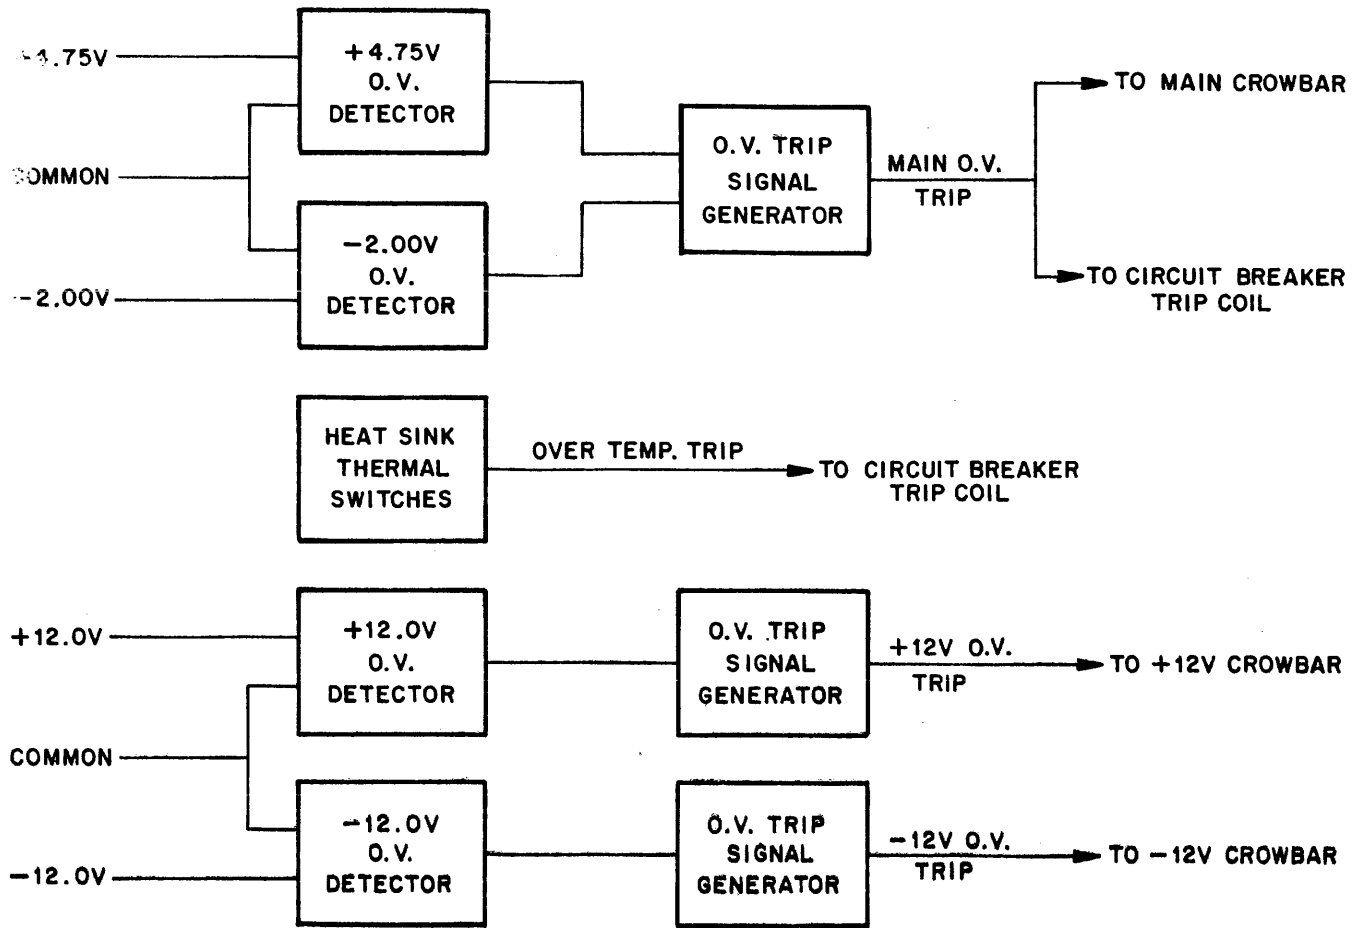 +4.75V
+4.75V
O.V.
DETECTOR
TO MAIN CROWBAR
O.V. TRIP
SIGNAL
GENERATOR
MAIN O.V.
TRIP
COMMON
-2.00V
O.V.
DETECTOR
-2.00V
TO CIRCUIT BREAKER
TRIP COIL
HEAT SINK
THERMAL
SWITCHES
OVER TEMP. TRIP
TO CIRCUIT BREAKER
TRIP COIL
+12.0V
+12.0V
O.V.
DETECTOR
O.V. TRIP
SIGNAL
GENERATOR
+12V O.V.
TRIP
TO +12V CROWBAR
COMMON
-12.0V
O.V.
DETECTOR
-12.0V
O.V. TRIP
SIGNAL
GENERATOR
-12V O.V.
TRIP
TO -12V CROWBAR